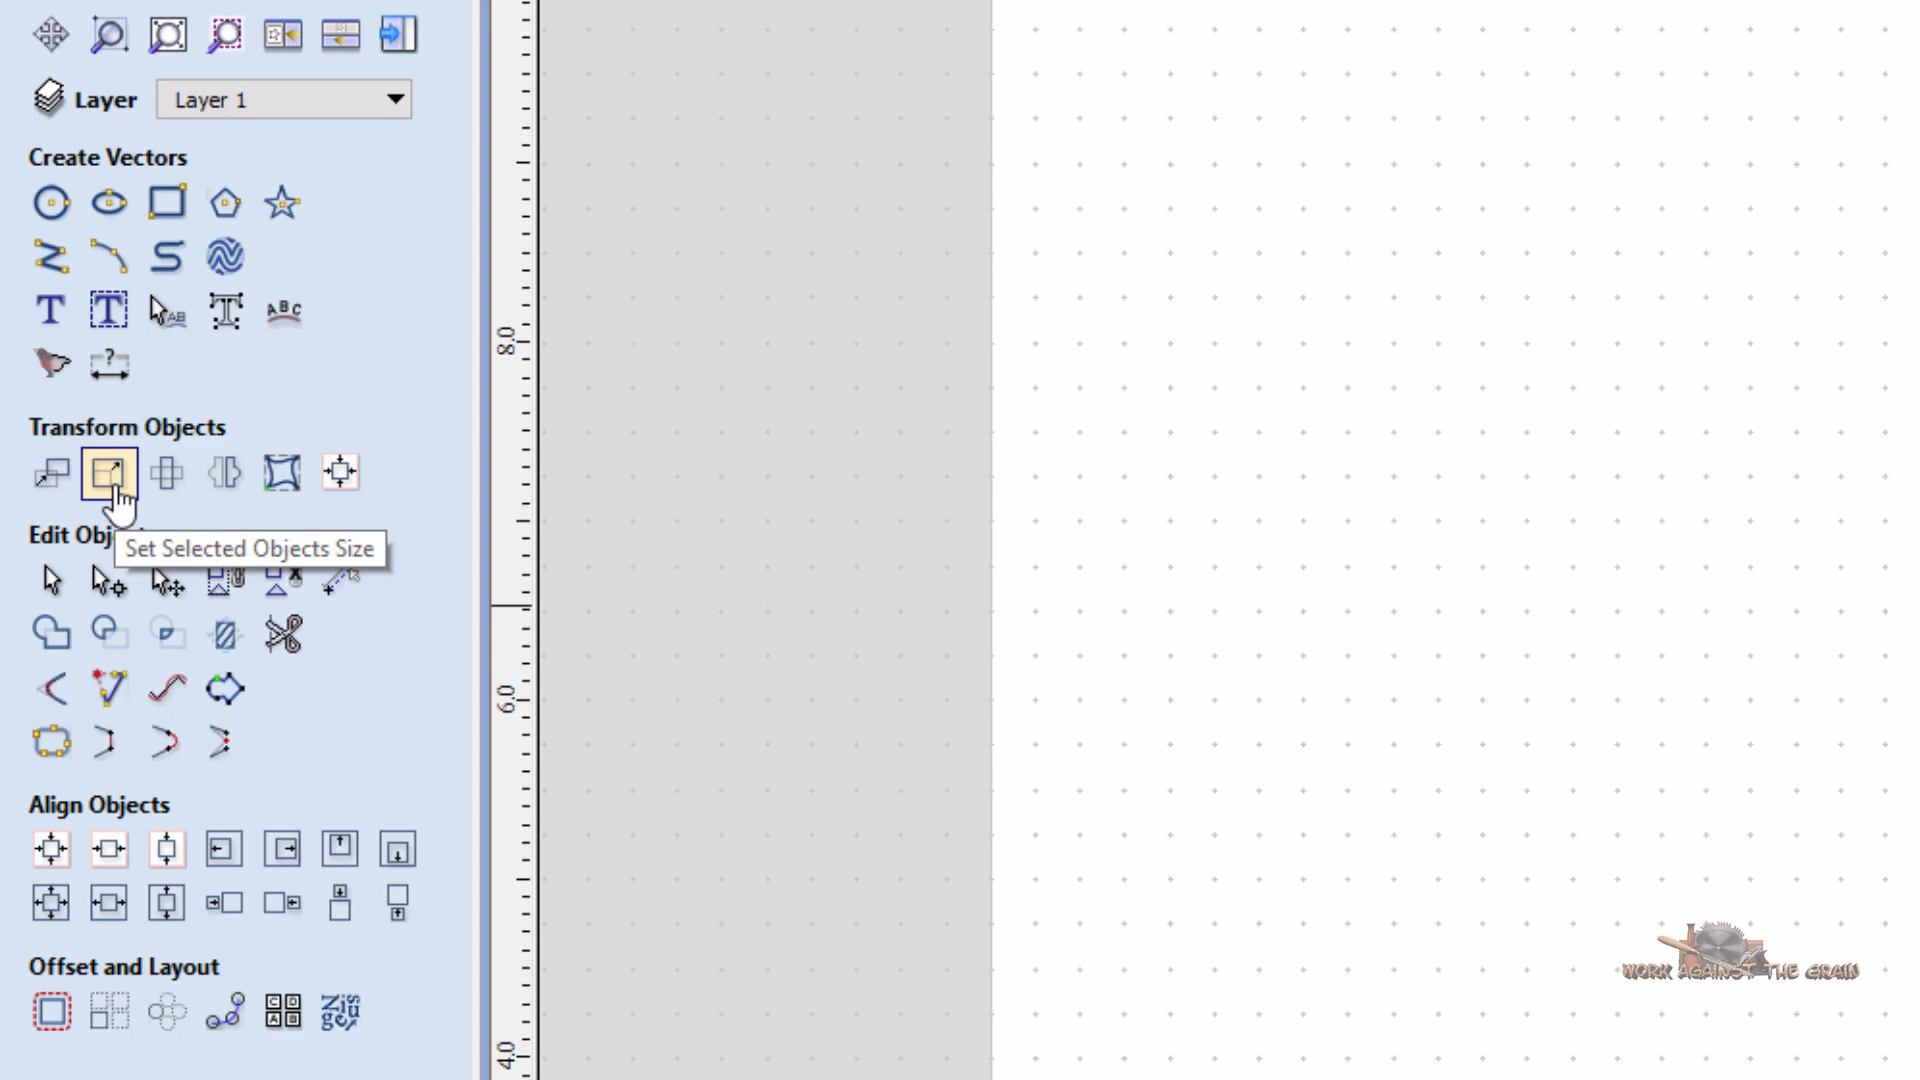 Layer Layer 1
Create Vectors
T T AB T ABC
?
Transform Objects
Edit Obj
Set Selected Objects Size
Align Objects
Offset and Layout
C D
A B
8.0
6.0
4.0
WORK AGAINST THE GRAIN